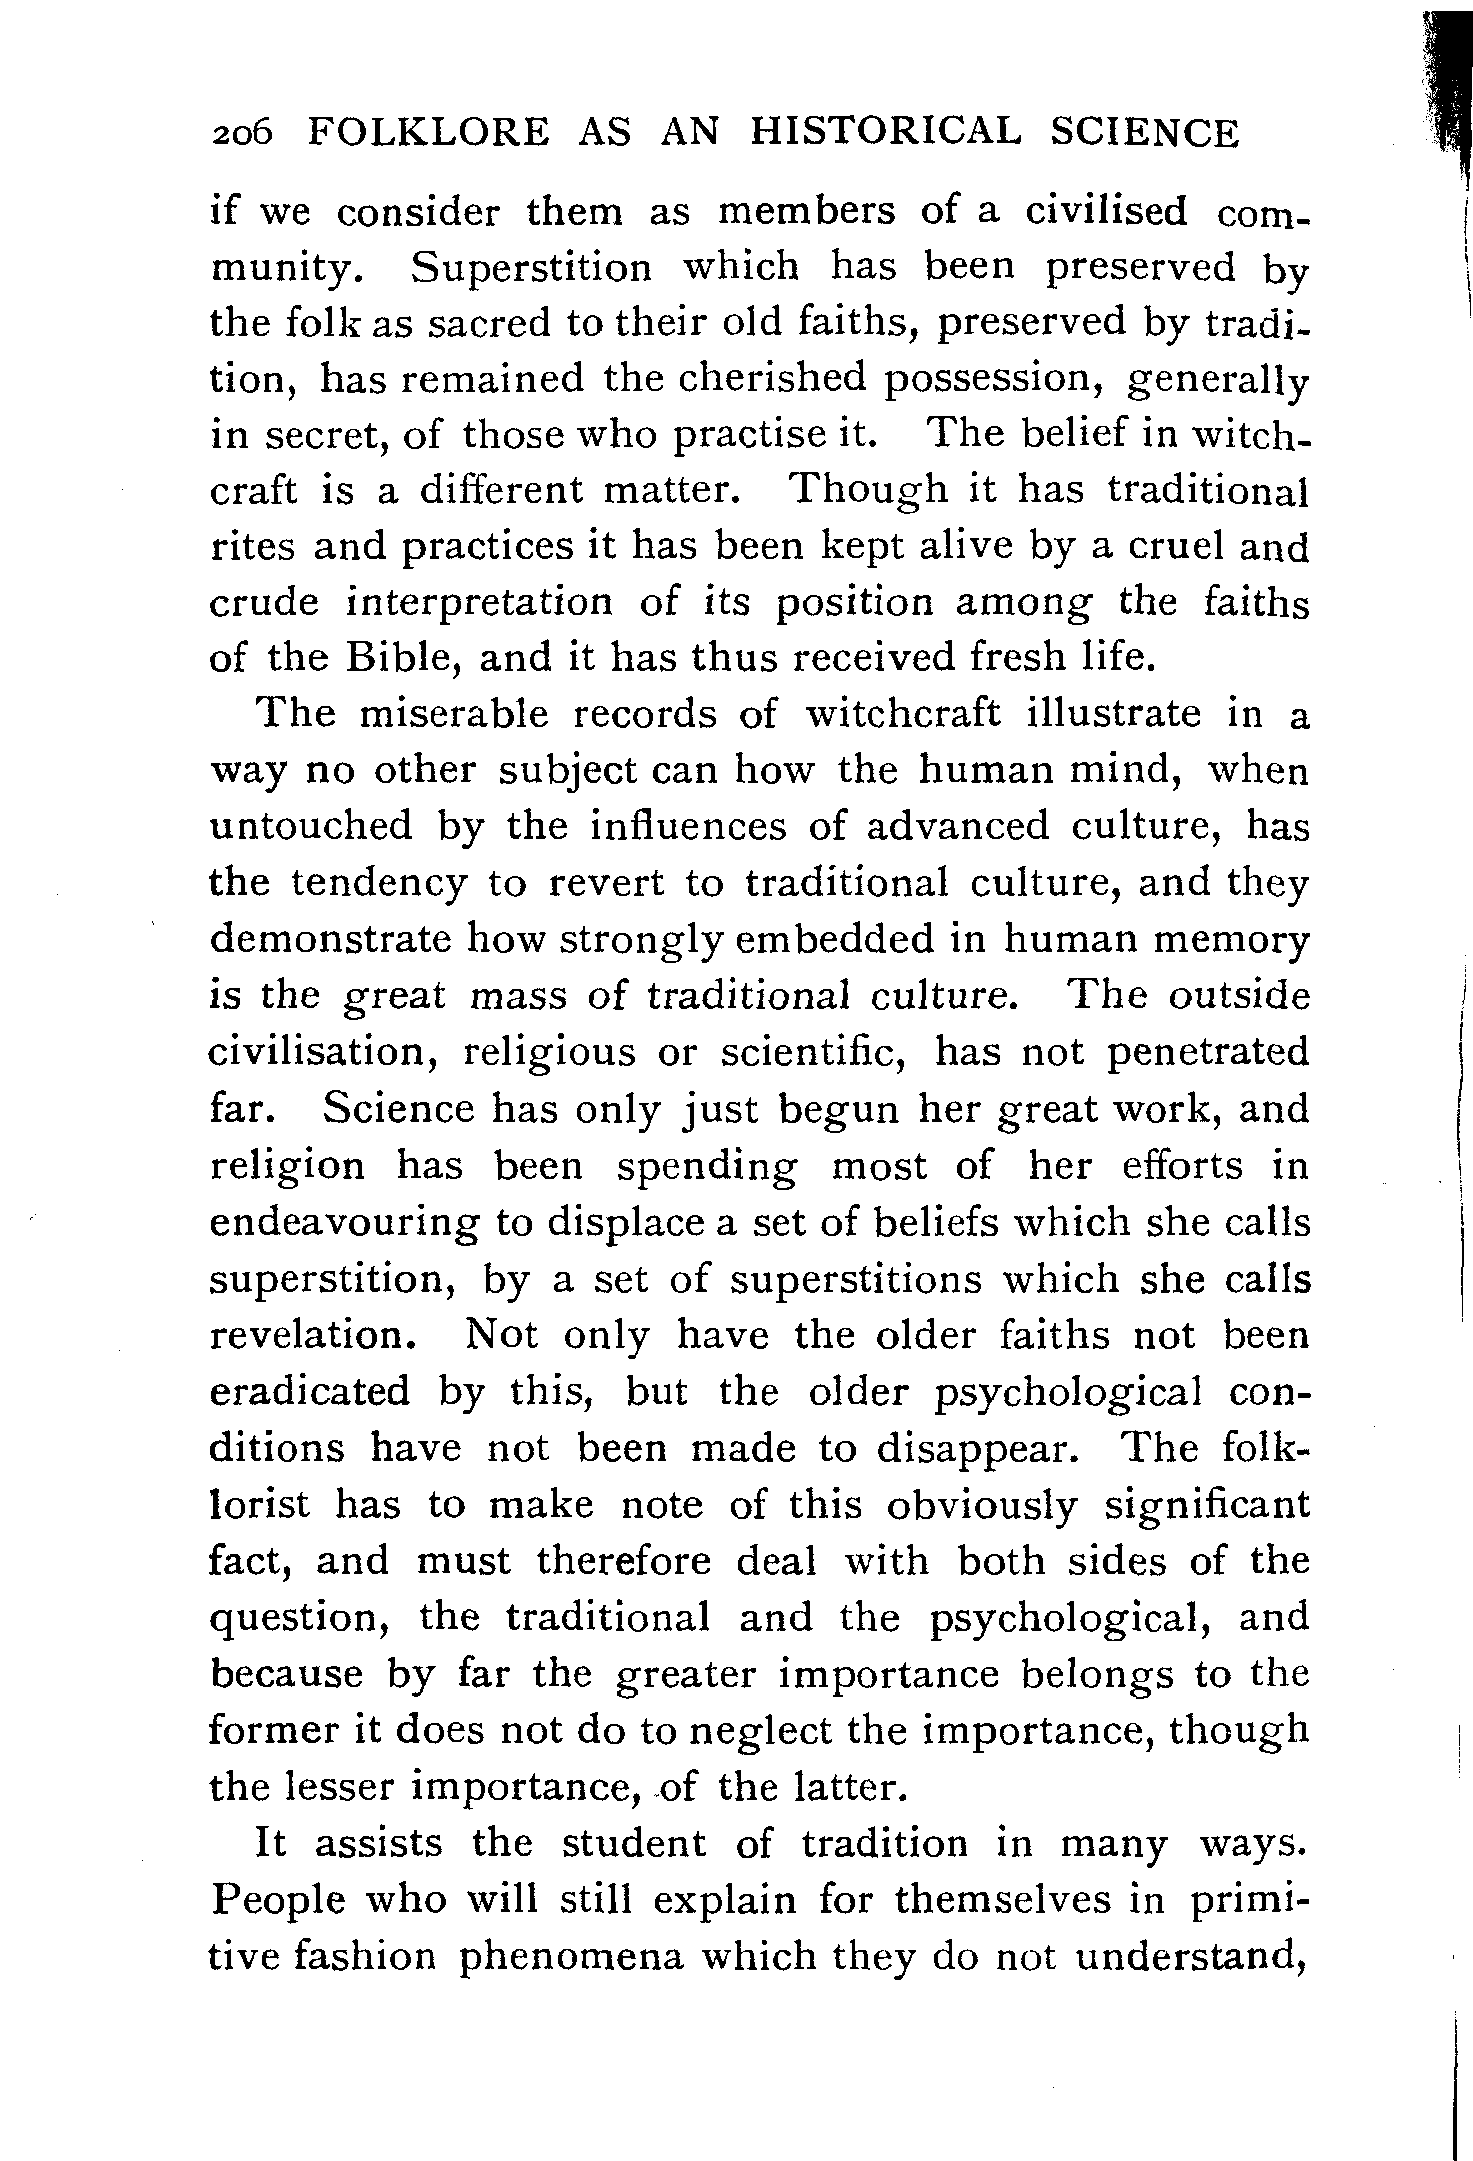 206 FOLKLORE AS AN HISTORICAL SCIENCE
if we consider them as members of a civilised com-
munity. Superstition which has been preserved by
the folk as sacred to their old faiths, preserved by tradi-
tion, has remained the cherished possession, generally
in secret, of those who practise it. The belief in witch-
craft is a different matter. Though it has traditional
rites and practices it has been kept alive by a cruel and
crude interpretation of its position among the faiths
of the Bible, and it has thus received fresh life.
The miserable records of witchcraft illustrate in a
way no other subject can how the human mind, when
untouched by the influences of advanced culture, has
the tendency to revert to traditional culture, and they
demonstrate how strongly embedded in human memory
is the great mass of traditional culture. The outside
civilisation, religious or scientific, has not penetrated
far. Science has only just begun her great work, and
religion has been spending most of her efforts in
endeavouring to displace a set of beliefs which she calls
superstition, by a set of superstitions which she calls
revelation. Not only have the older faiths not been
eradicated by this, but the older psychological con-
ditions have not been made to disappear. The folk-
lorist has to make note of this obviously significant
fact, and must therefore deal with both sides of the
question, the traditional and the psychological, and
because by far the greater importance belongs to the
former it does not do to neglect the importance, though
the lesser importance, of the latter.
It assists the student of tradition in many ways.
People who will still explain for themselves in primi-
tive fashion phenomena which they do not understand,